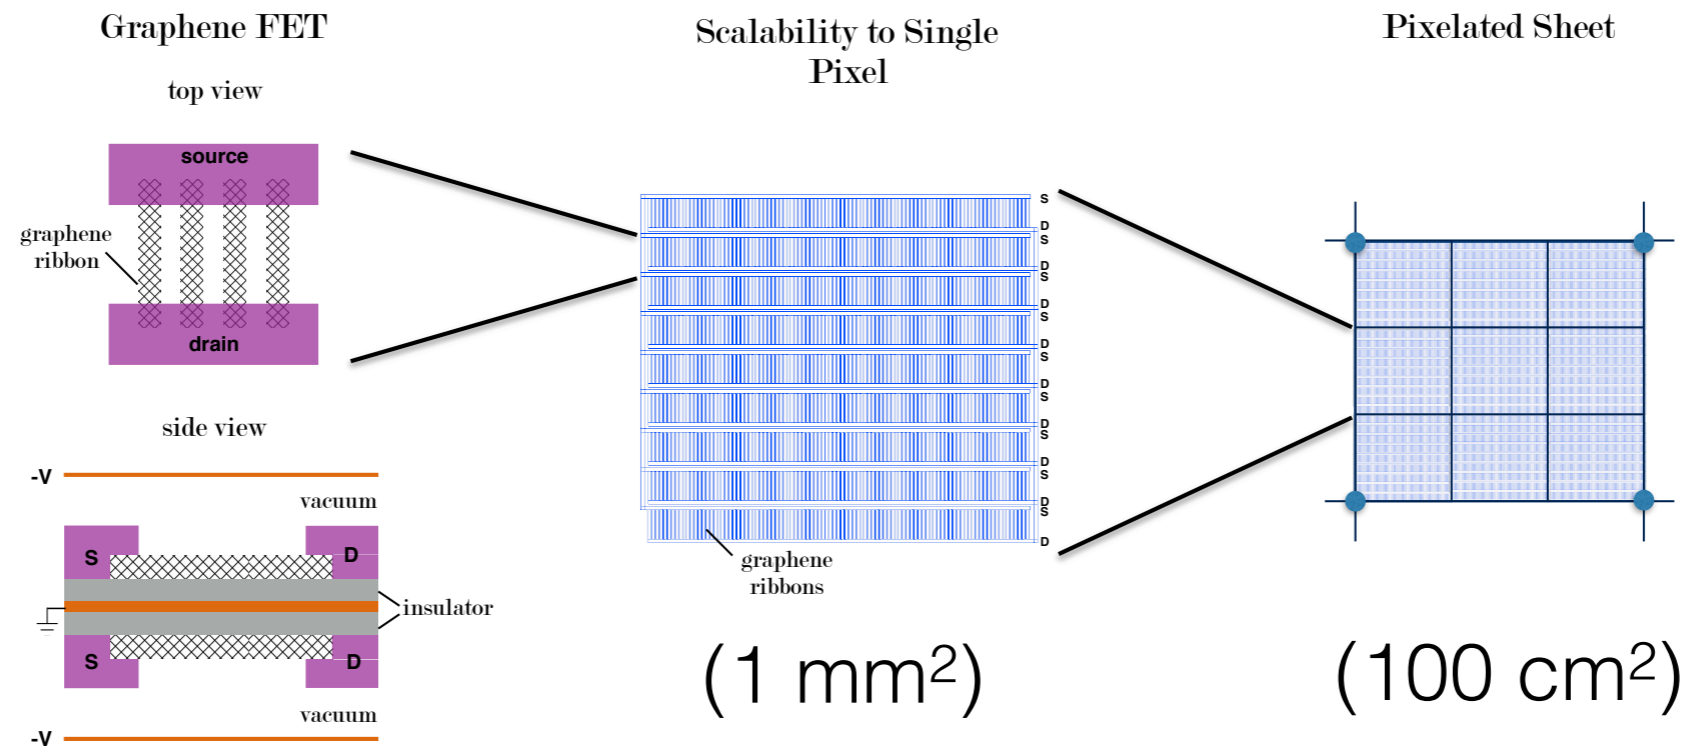 Graphene FET
top view
source
graphene
ribbon
drain
side view
-V
vacuum
S
D
insulator
S
D
vacuum
-V
Scalability to Single
Pixel
S
D
S
D
S
D
S
D
S
D
S
D
S
D
S
D
S
D
graphene
ribbons
(1 mm²)
Pixelated Sheet
(100 cm²)